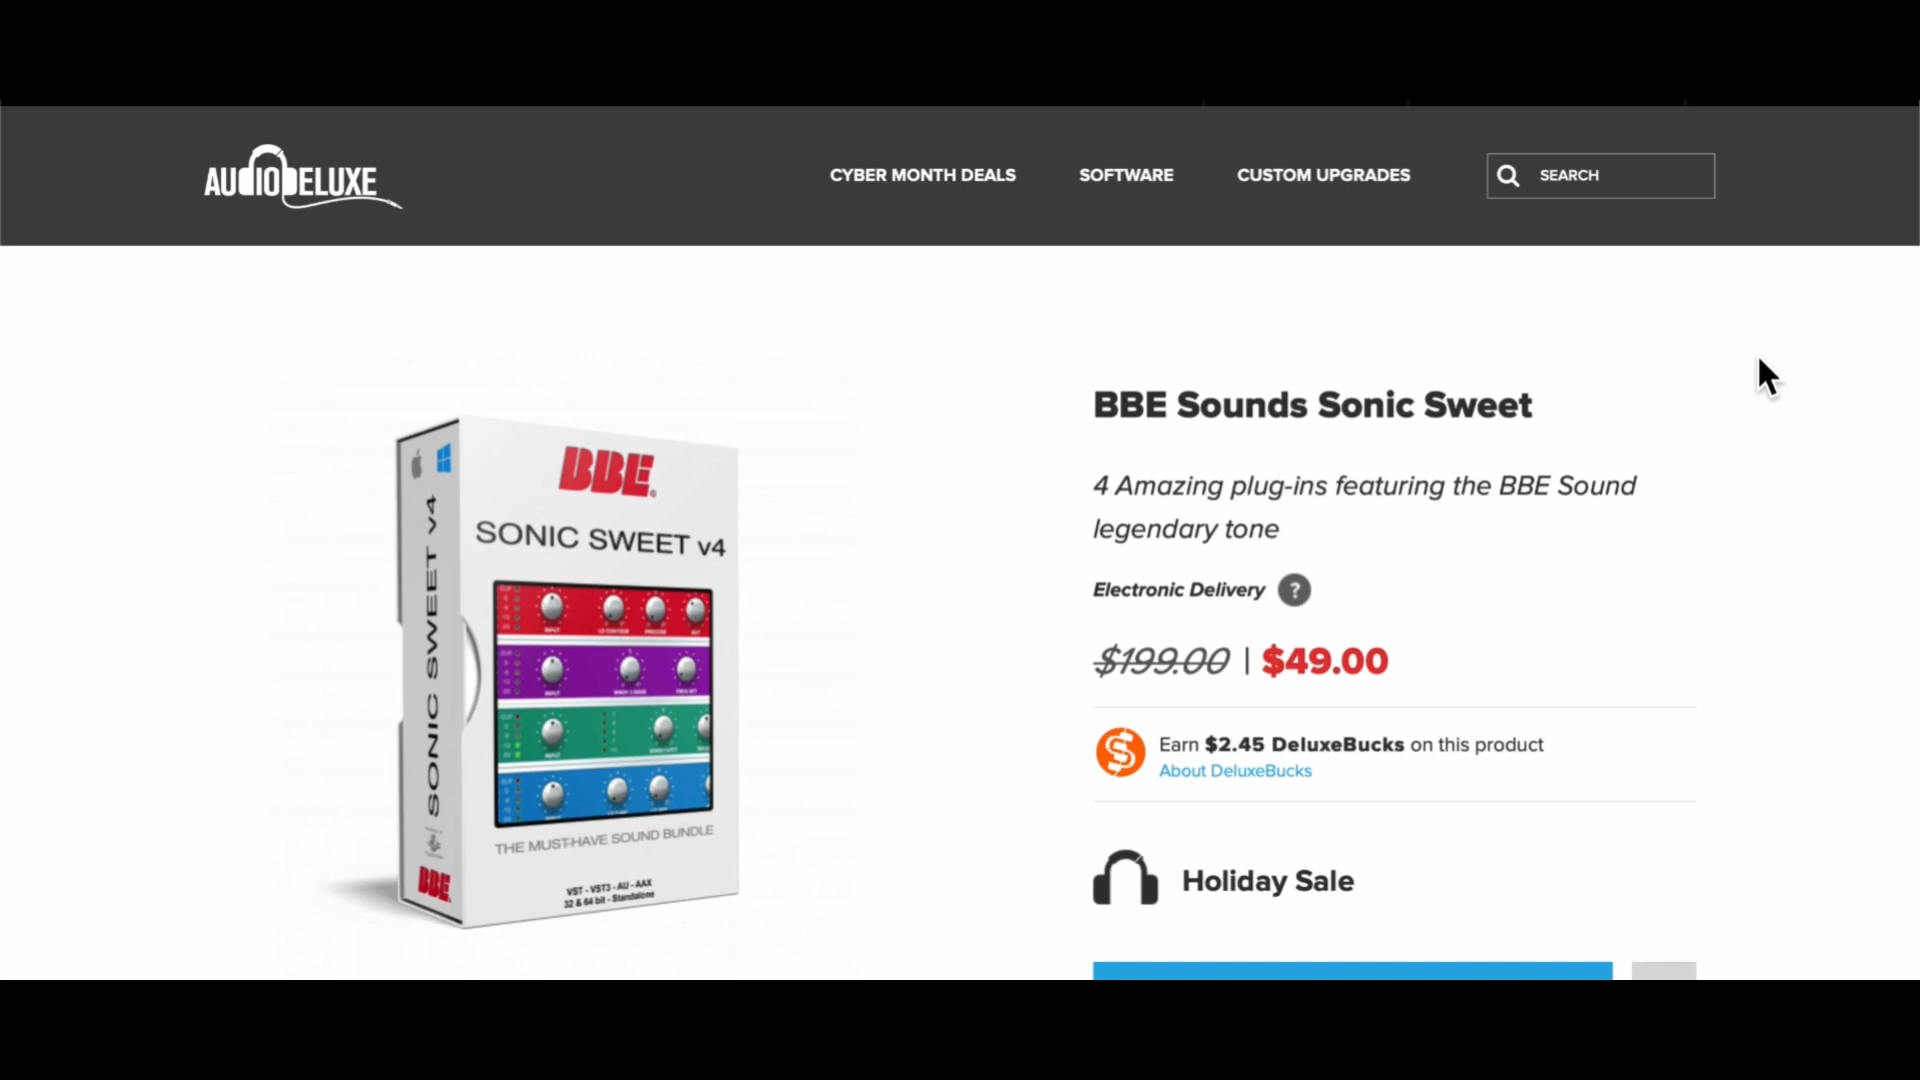 AUDIODELUXE
CYBER MONTH DEALS
SOFTWARE
CUSTOM UPGRADES
SEARCH
BBE
SONIC SWEET v4
SONIC SWEET v4
THE MUST-HAVE SOUND BUNDLE
VST - VST3 - AU - AAX
32 & 64 bit - Standalone
BBE
BBE Sounds Sonic Sweet
4 Amazing plug-ins featuring the BBE Sound
legendary tone
Electronic Delivery ?
$199.00 | $49.00
Earn $2.45 DeluxeBucks on this product
About DeluxeBucks
Holiday Sale